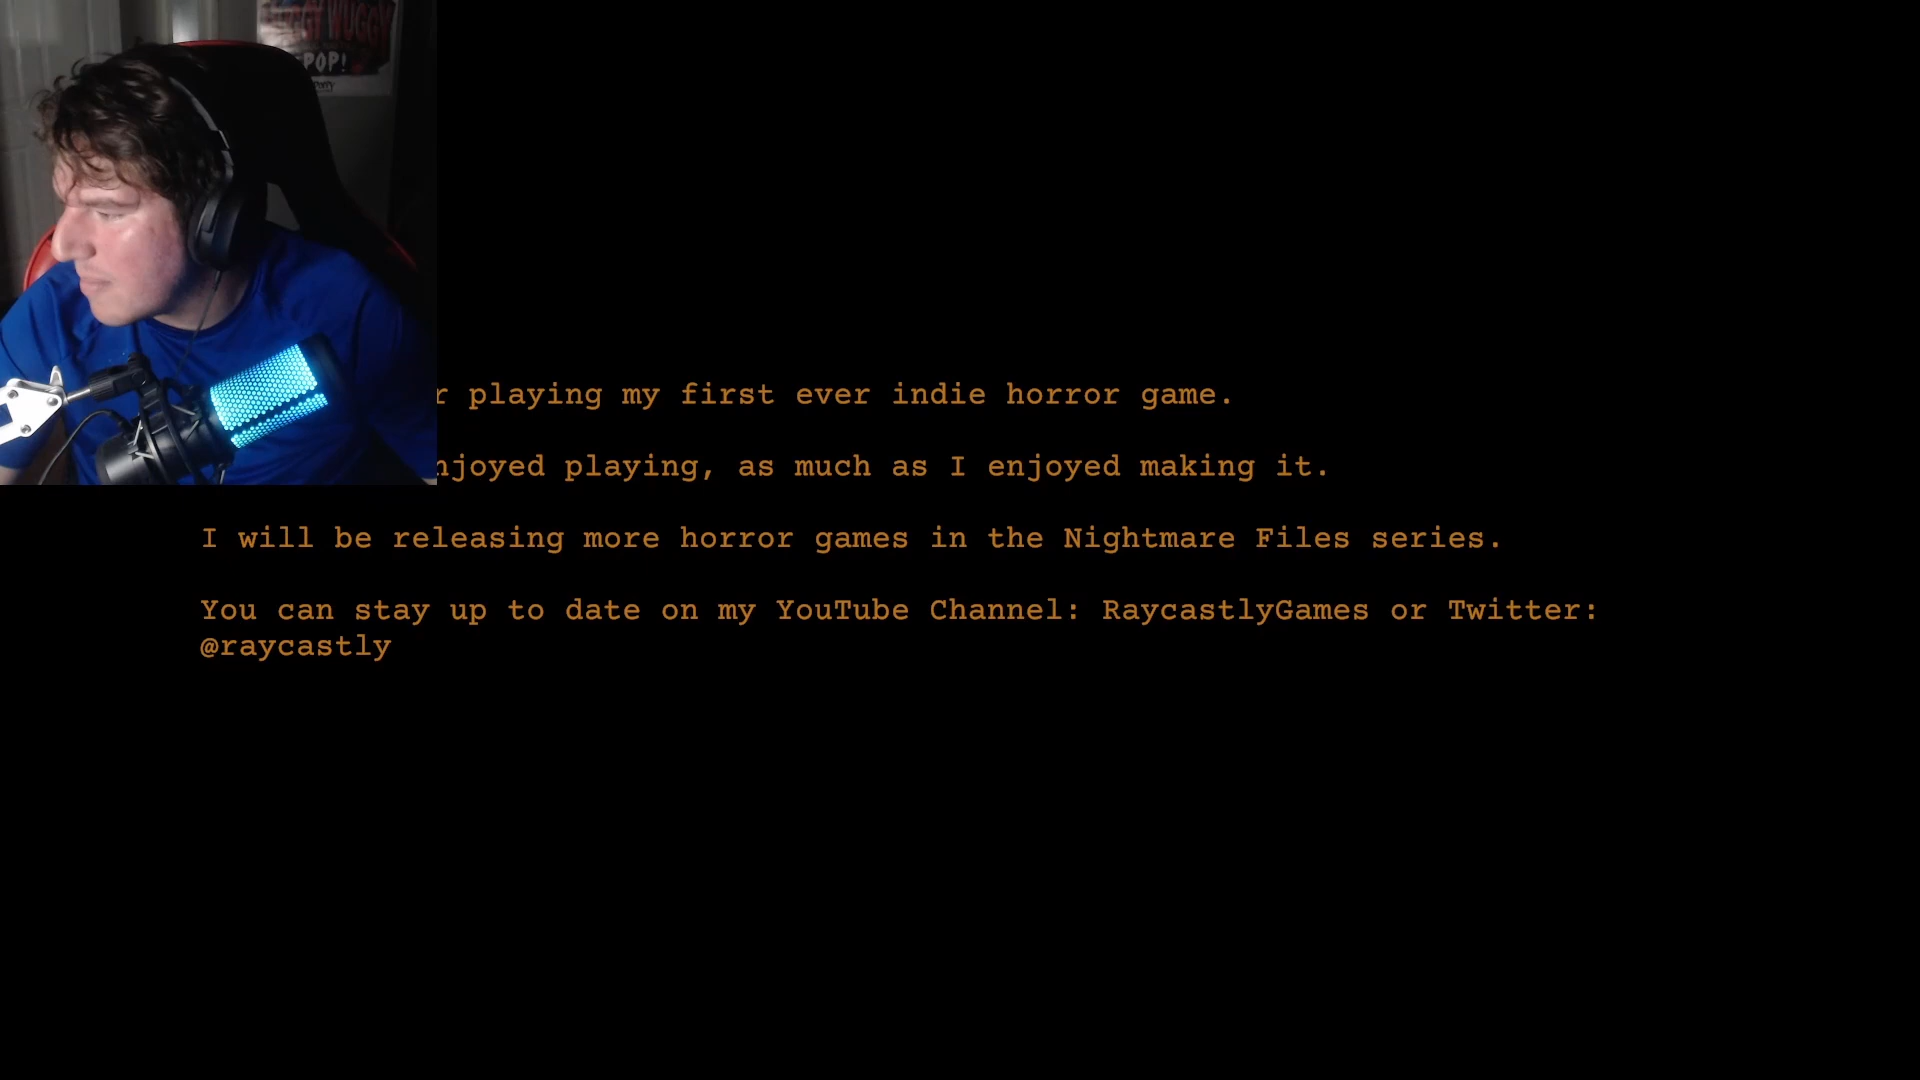 POP!
r playing my first ever indie horror game.
njoyed playing, as much as I enjoyed making it.
I will be releasing more horror games in the Nightmare Files series.
You can stay up to date on my YouTube Channel: RaycastlyGames or Twitter:
@raycastly